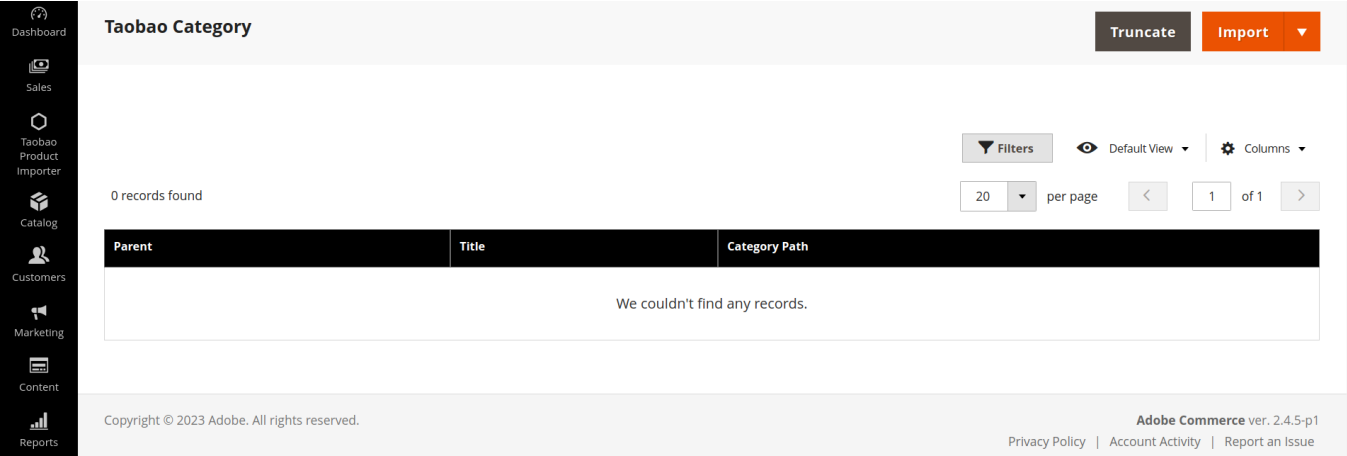 Dashboard
Sales
Taobao
Product
Importer
Catalog
Customers
Marketing
Content
Reports
Taobao Category
Truncate
Import
Filters
Default View
Columns
0 records found
20
per page
1
of 1
Parent
Title
Category Path
We couldn't find any records.
Copyright © 2023 Adobe. All rights reserved.
Adobe Commerce ver. 2.4.5-p1
Privacy Policy | Account Activity | Report an Issue